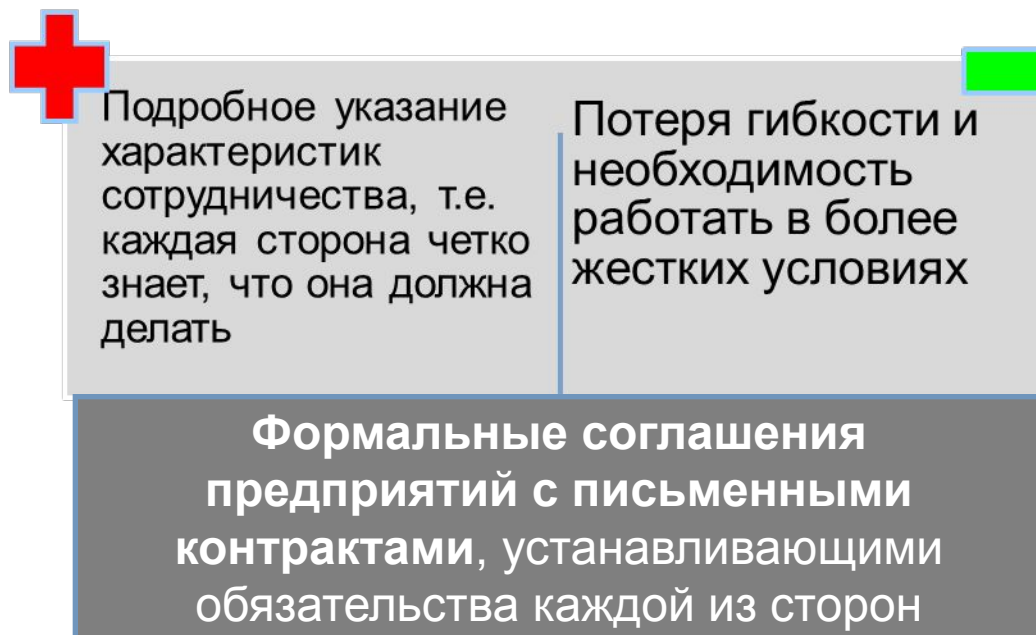 Подробное указание
характеристик
сотрудничества, т.е.
каждая сторона четко
знает, что она должна
делать
Потеря гибкости и
необходимость
работать в более
жестких условиях
Формальные соглашения
предприятий с письменными
контрактами, устанавливающими
обязательства каждой из сторон